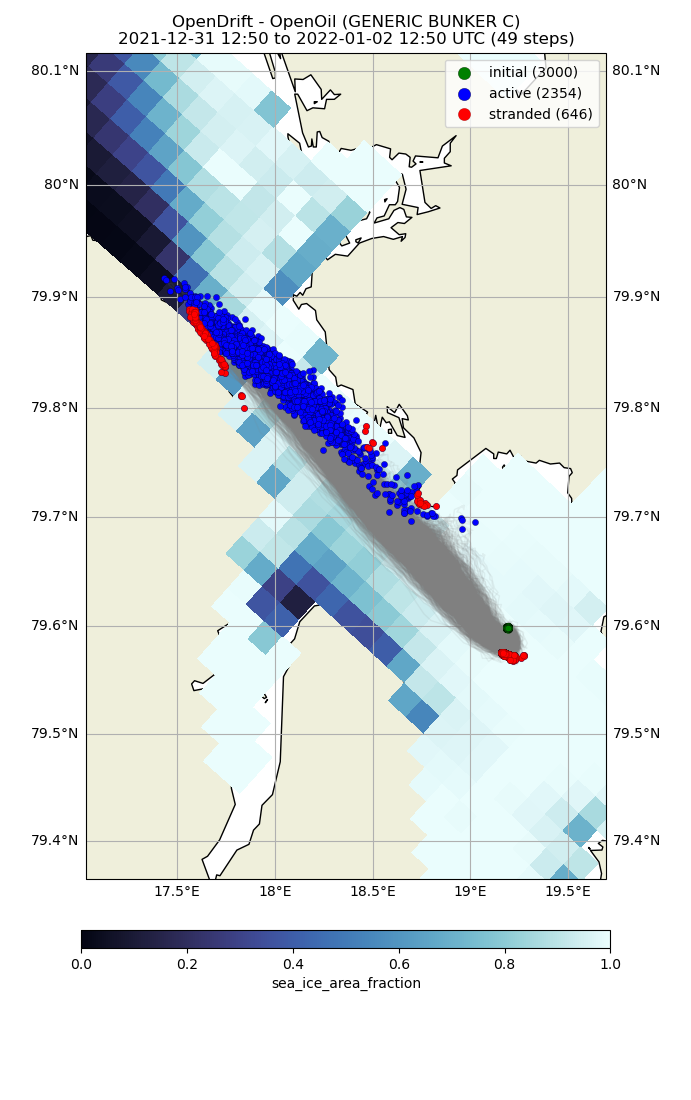 OpenDrift - OpenOil (GENERIC BUNKER C)
2021-12-31 12:50 to 2022-01-02 12:50 UTC (49 steps)
initial (3000)
active (2354)
stranded (646)
80.1°N
80.1°N
80°N
80°N
79.9°N
79.9°N
79.8°N
79.8°N
79.7°N
79.7°N
79.6°N
79.6°N
79.5°N
79.5°N
79.4°N
79.4°N
17.5°E
18°E
18.5°E
19°E
19.5°E
0.0
0.2
0.4
0.6
0.8
1.0
sea_ice_area_fraction